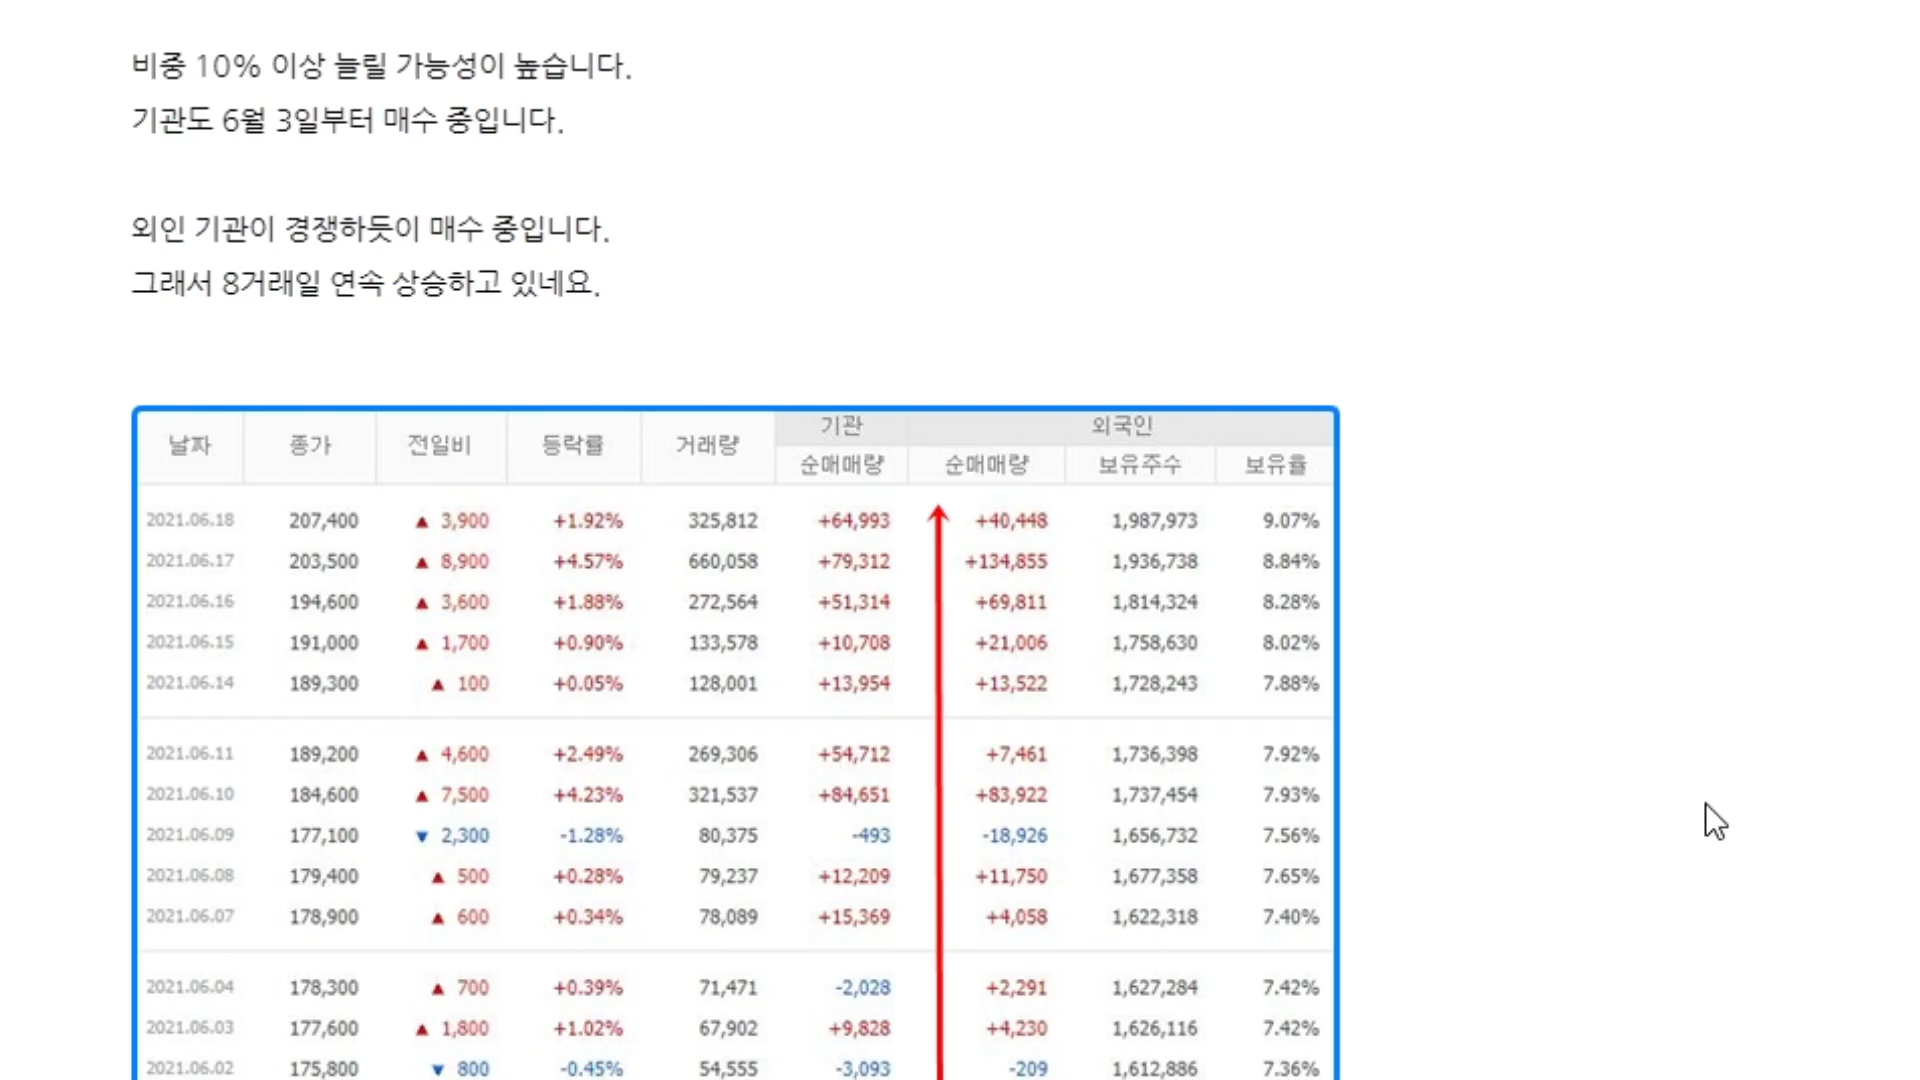 비중 10% 이상 늘릴 가능성이 높습니다.
기관도 6월 3일부터 매수 중입니다.
외인 기관이 경쟁하듯이 매수 중입니다.
그래서 8거래일 연속 상승하고 있네요.
기관 외국인
날짜 종가 전일비 등락률 거래량 순매매량 순매매량 보유주수 보유율
2021.06.18 207,400 ▲ 3,900 +1.92% 325,812 +64,993 +40,448 1,987,973 9.07%
2021.06.17 203,500 ▲ 8,900 +4.57% 660,058 +79,312 +134,855 1,936,738 8.84%
2021.06.16 194,600 ▲ 3,600 +1.88% 272,564 +51,314 +69,811 1,814,324 8.28%
2021.06.15 191,000 ▲ 1,700 +0.90% 133,578 +10,708 +21,006 1,758,630 8.02%
2021.06.14 189,300 ▲ 100 +0.05% 128,001 +13,954 +13,522 1,728,243 7.88%
2021.06.11 189,200 ▲ 4,600 +2.49% 269,306 +54,712 +7,461 1,736,398 7.92%
2021.06.10 184,600 ▲ 7,500 +4.23% 321,537 +84,651 +83,922 1,737,454 7.93%
2021.06.09 177,100 ▼ 2,300 -1.28% 80,375 -493 -18,926 1,656,732 7.56%
2021.06.08 179,400 ▲ 500 +0.28% 79,237 +12,209 +11,750 1,677,358 7.65%
2021.06.07 178,900 ▲ 600 +0.34% 78,089 +15,369 +4,058 1,622,318 7.40%
2021.06.04 178,300 ▲ 700 +0.39% 71,471 -2,028 +2,291 1,627,284 7.42%
2021.06.03 177,600 ▲ 1,800 +1.02% 67,902 +9,828 +4,230 1,626,116 7.42%
2021.06.02 175,800 ▼ 800 -0.45% 54,555 -3,093 -209 1,612,886 7.36%